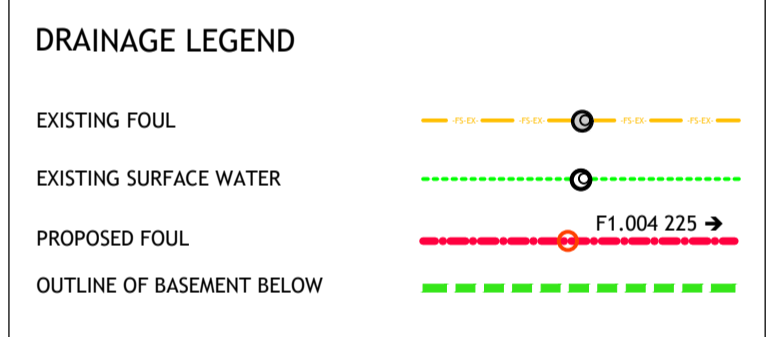 DRAINAGE LEGEND
EXISTING FOUL -FS-EX- -FS-EX- -FS-EX- -FS-EX-
EXISTING SURFACE WATER
F1.004 225 →
PROPOSED FOUL
OUTLINE OF BASEMENT BELOW